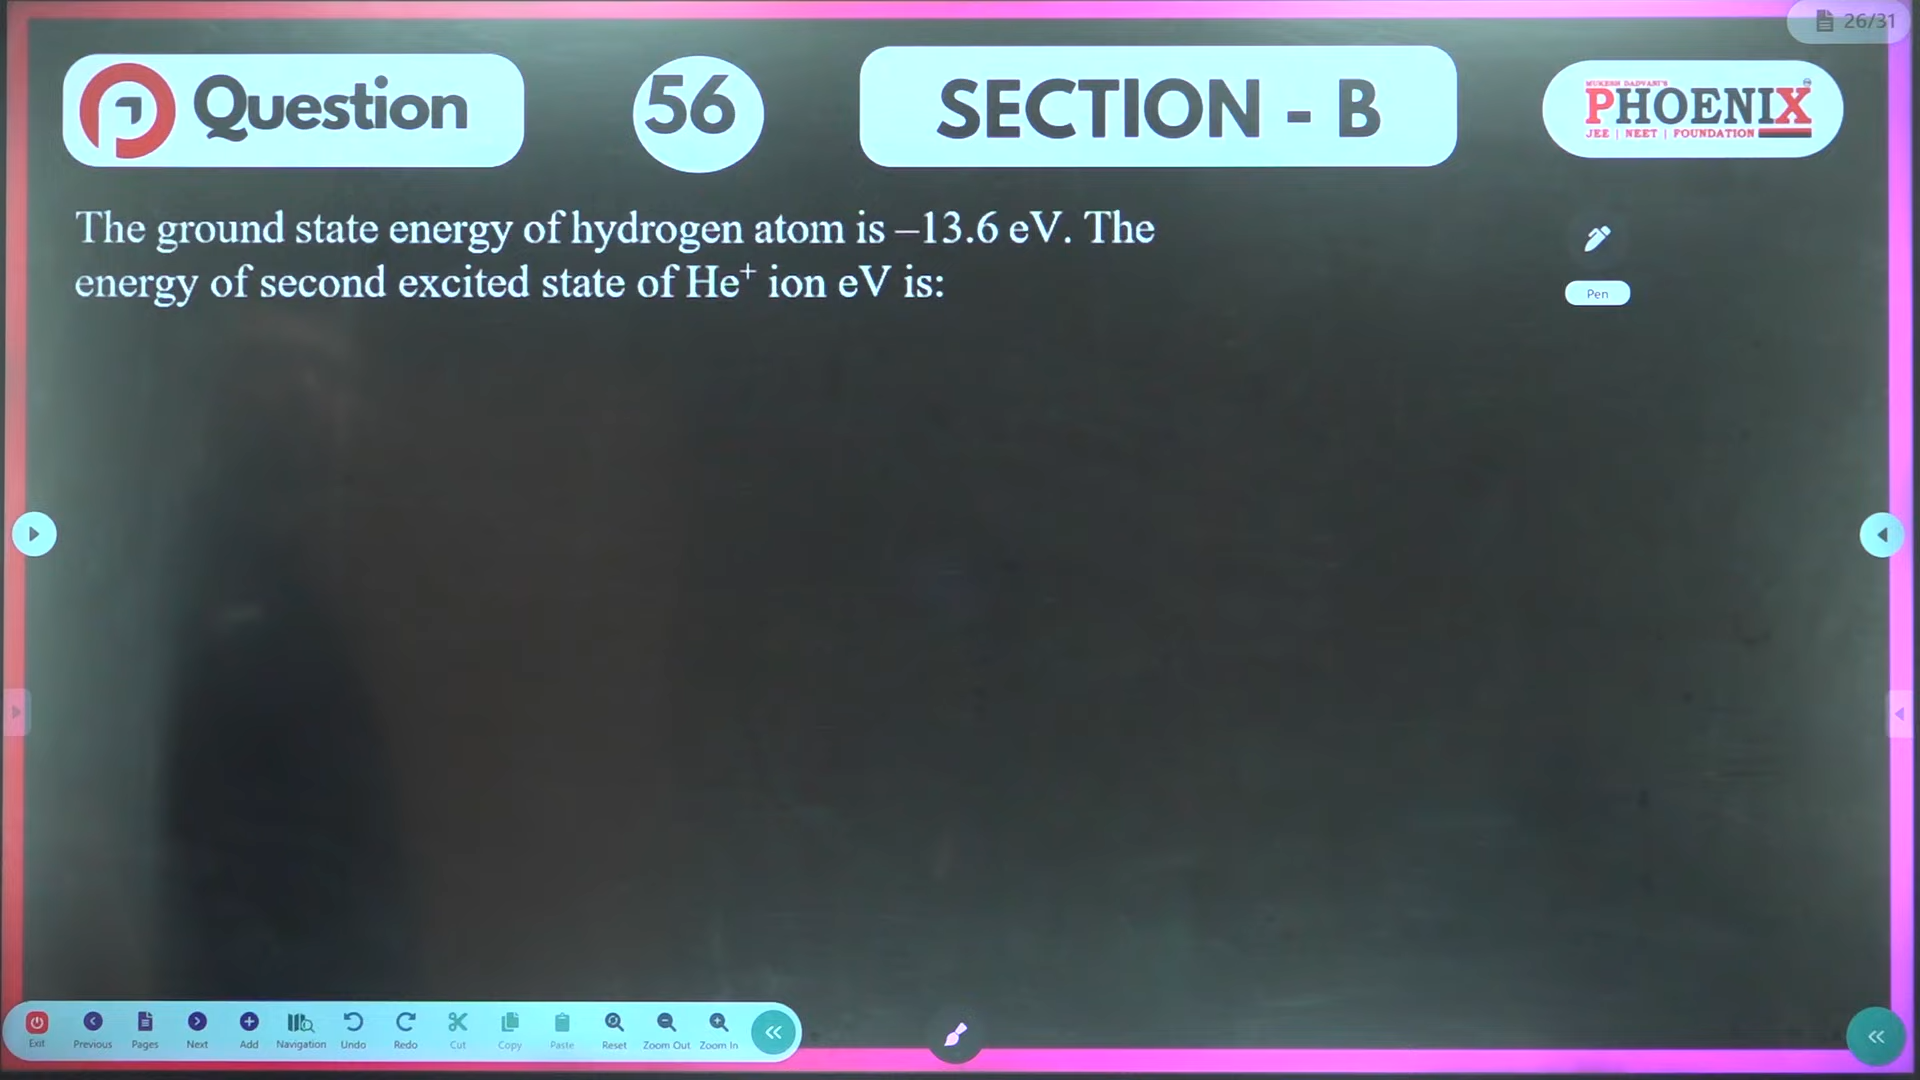 26/31
Question
56
SECTION - B
MUKESH DADWANI'S
PHOENIX
JEE | NEET | FOUNDATION
The ground state energy of hydrogen atom is –13.6 eV. The
energy of second excited state of He⁺ ion eV is:
Pen
Exit Previous Pages Next Add Navigation Undo Redo Cut Copy Paste Reset Zoom Out Zoom In